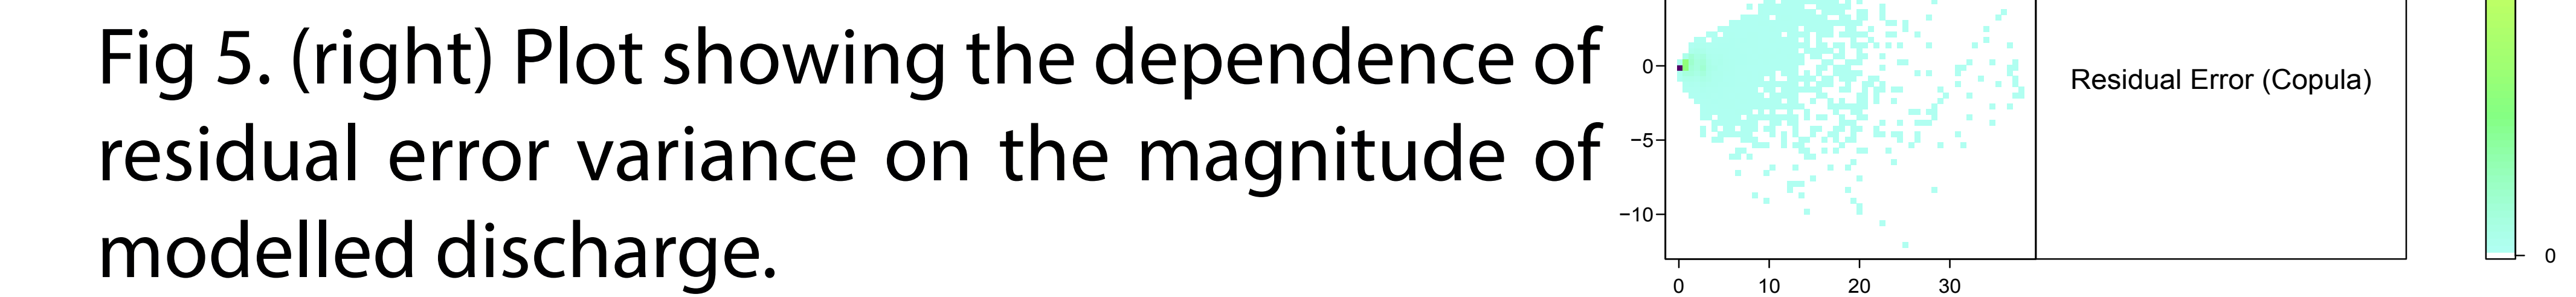 Fig 5. (right) Plot showing the dependence of
residual error variance on the magnitude of
modelled discharge.
0
−5
−10
0 10 20 30
Residual Error (Copula)
0